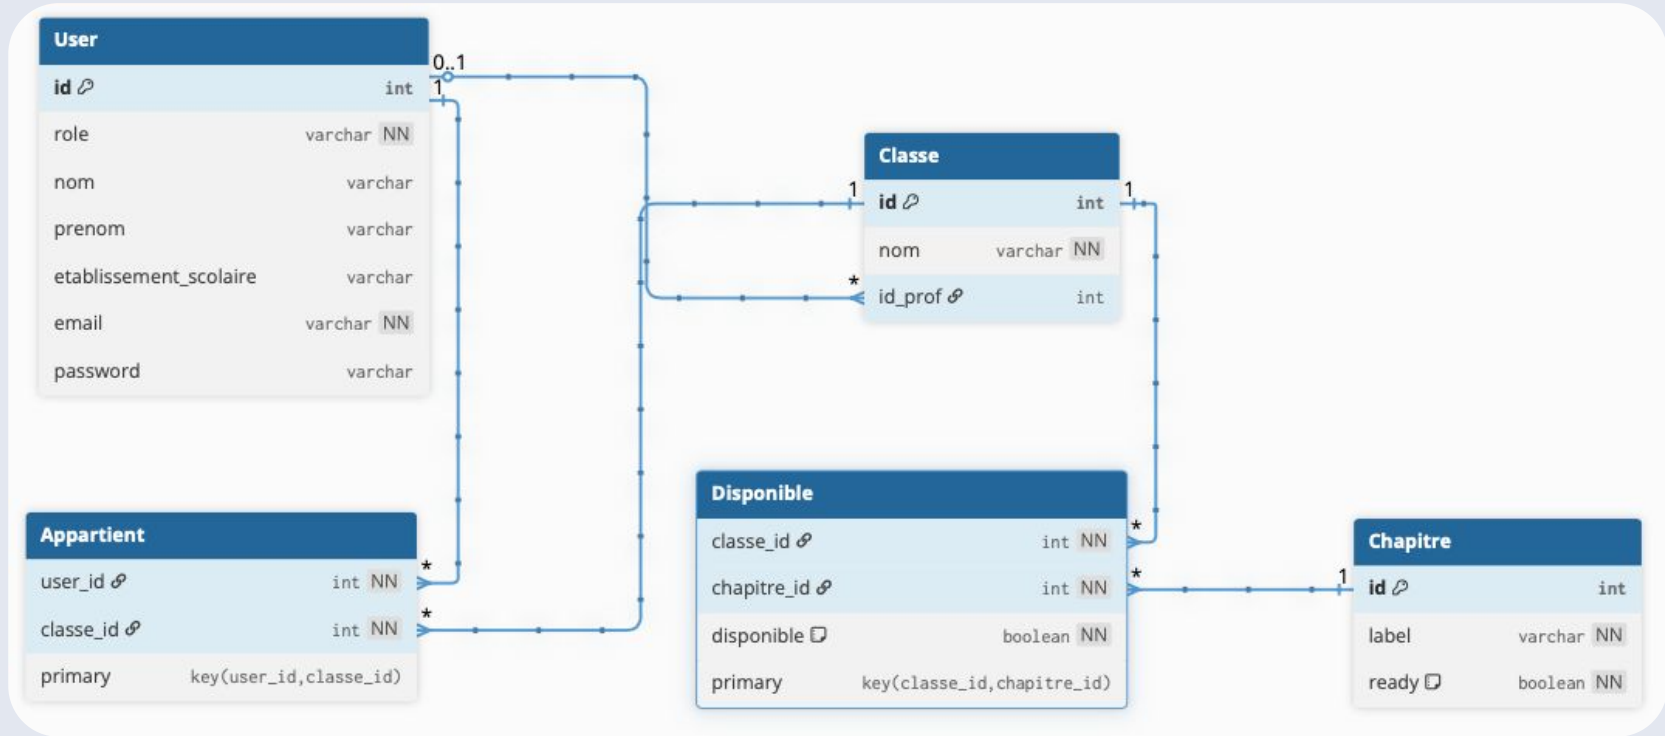 User
id int
role varchar NN
nom varchar
prenom varchar
etablissement_scolaire varchar
email varchar NN
password varchar
0..1
1
Classe
1
1
id int
nom varchar NN
*
id_prof int
Appartient
*
user_id int NN
*
classe_id int NN
primary key(user_id,classe_id)
Disponible
*
classe_id int NN
*
chapitre_id int NN
disponible boolean NN
primary key(classe_id,chapitre_id)
Chapitre
1
id int
label varchar NN
ready boolean NN